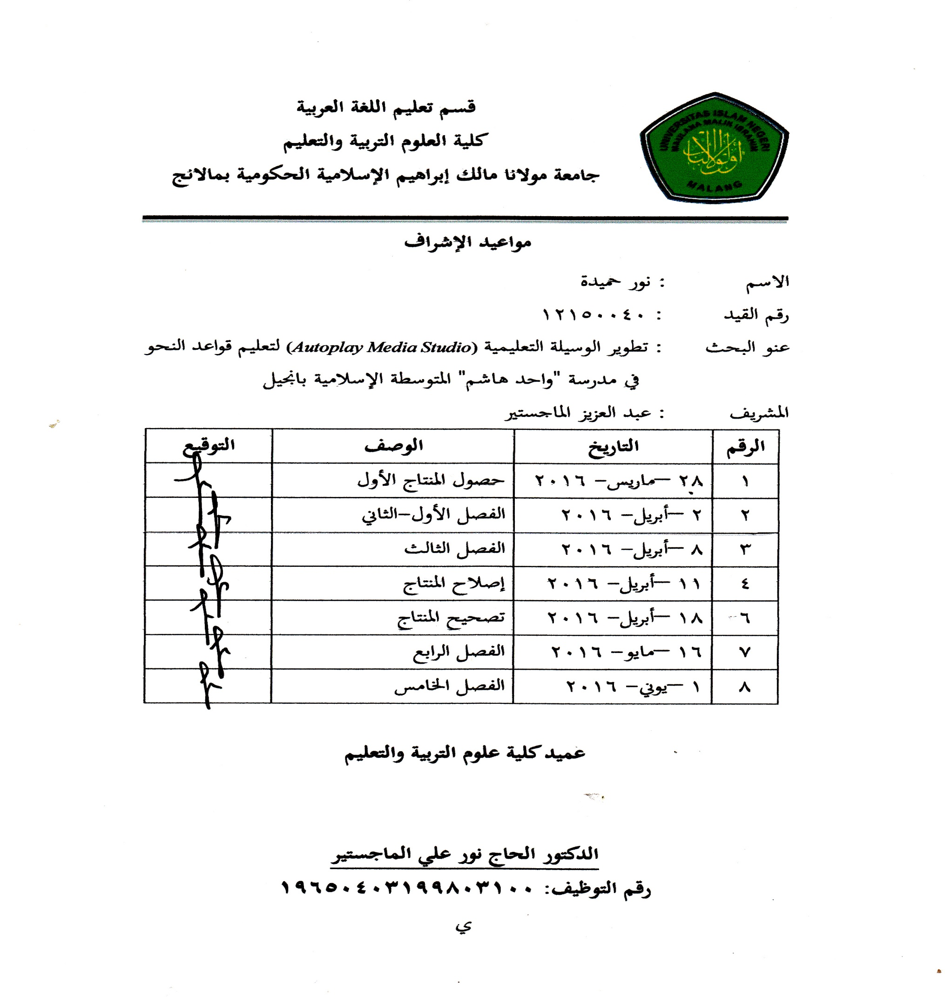 قسم تعليم اللغة العربية
كلية العلوم التربية والتعليم
جامعة مولانا مالك إبراهيم الإسلامية الحكومية بمالانج
UNIVERSITAS ISLAM NEGERI
MAULANA MALIK IBRAHIM
MALANG
مواعيد الإشراف
الاسم : نور حميدة
رقم القيد : ١٢١٥٠٠٤٠
عنو البحث : تطوير الوسيلة التعليمية (Autoplay Media Studio) لتعليم قواعد النحو
في مدرسة "واحد هاشم" المتوسطة الإسلامية بانجيل
المشريف : عبد العزيز الماجستير
الرقم التاريخ الوصف التوقيع
١ ٢٨ –ماريس– ٢٠١٦ حصول المنتاج الأول
٢ ٢ –أبريل– ٢٠١٦ الفصل الأول–الثاني
٣ ٨ –أبريل– ٢٠١٦ الفصل الثالث
٤ ١١ –أبريل– ٢٠١٦ إصلاح المنتاج
٦ ١٨ –أبريل– ٢٠١٦ تصحيح المنتاج
٧ ١٦ –مايو– ٢٠١٦ الفصل الرابع
٨ ١ –يوني– ٢٠١٦ الفصل الخامس
عميد كلية علوم التربية والتعليم
الدكتور الحاج نور علي الماجستير
رقم التوظيف: ١٩٦٥٠٤٠٣١٩٩٨٠٣١٠٠
ي